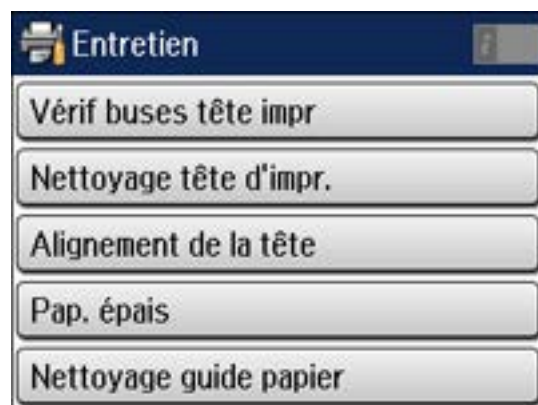 Entretien
Vérif buses tête impr
Nettoyage tête d'impr.
Alignement de la tête
Pap. épais
Nettoyage guide papier